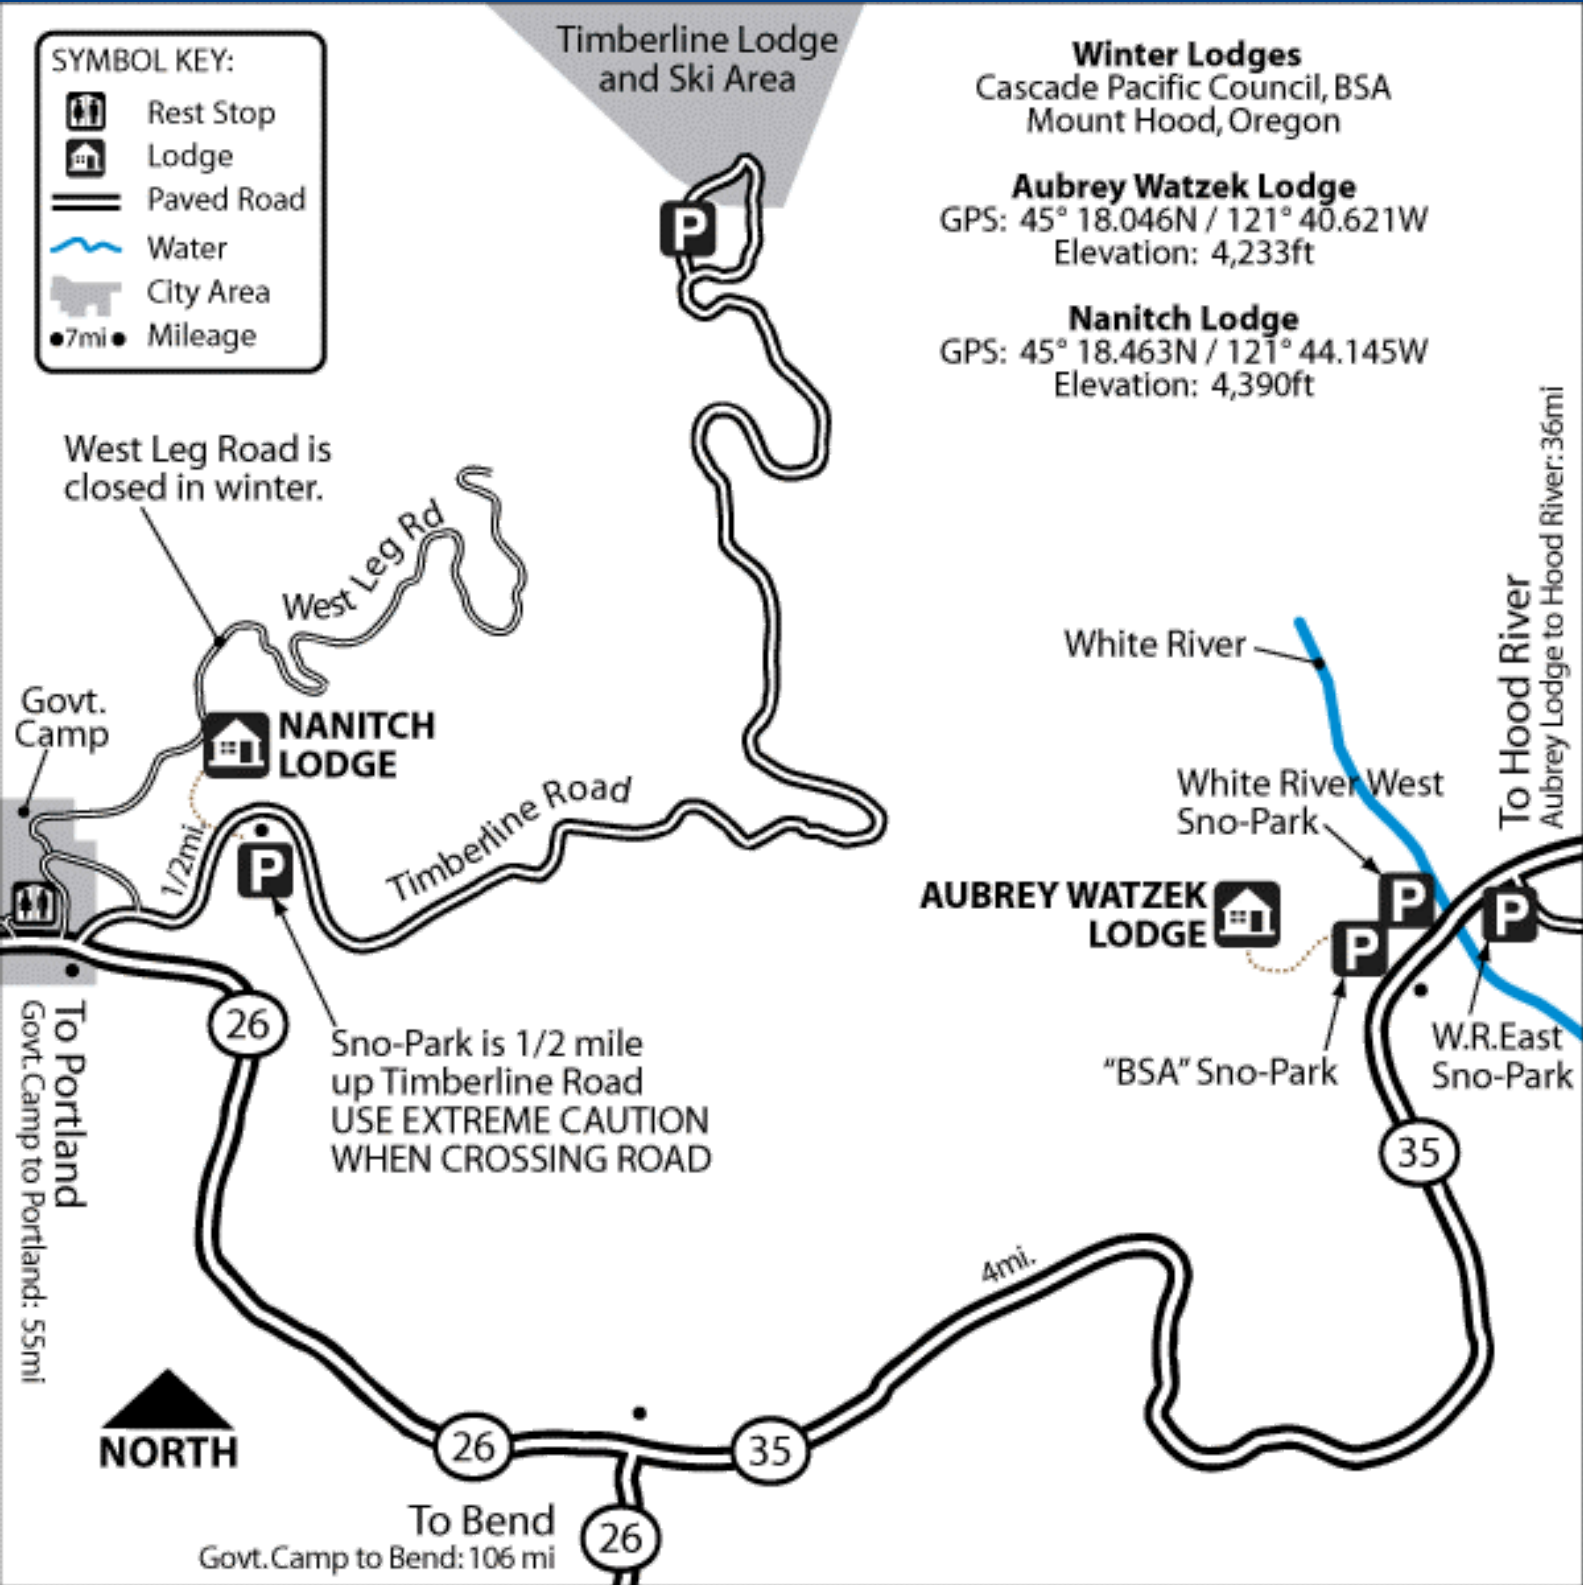 SYMBOL KEY:
Rest Stop
Lodge
Paved Road
Water
City Area
7mi
Mileage
Timberline Lodge
and Ski Area
P
Winter Lodges
Cascade Pacific Council, BSA
Mount Hood, Oregon
Aubrey Watzek Lodge
GPS: 45° 18.046N / 121° 40.621W
Elevation: 4,233ft
Nanitch Lodge
GPS: 45° 18.463N / 121° 44.145W
Elevation: 4,390ft
West Leg Road is
closed in winter.
West Leg Rd
Govt.
Camp
NANITCH
LODGE
1/2mi.
P
Timberline Road
White River
White River West
Sno-Park
To Hood River
Aubrey Lodge to Hood River: 36mi
AUBREY WATZEK
LODGE
P
P
P
"BSA" Sno-Park
W.R.East
Sno-Park
26
Sno-Park is 1/2 mile
up Timberline Road
USE EXTREME CAUTION
WHEN CROSSING ROAD
To Portland
Govt. Camp to Portland: 55mi
35
4mi.
NORTH
26
35
To Bend
Govt. Camp to Bend: 106 mi
26